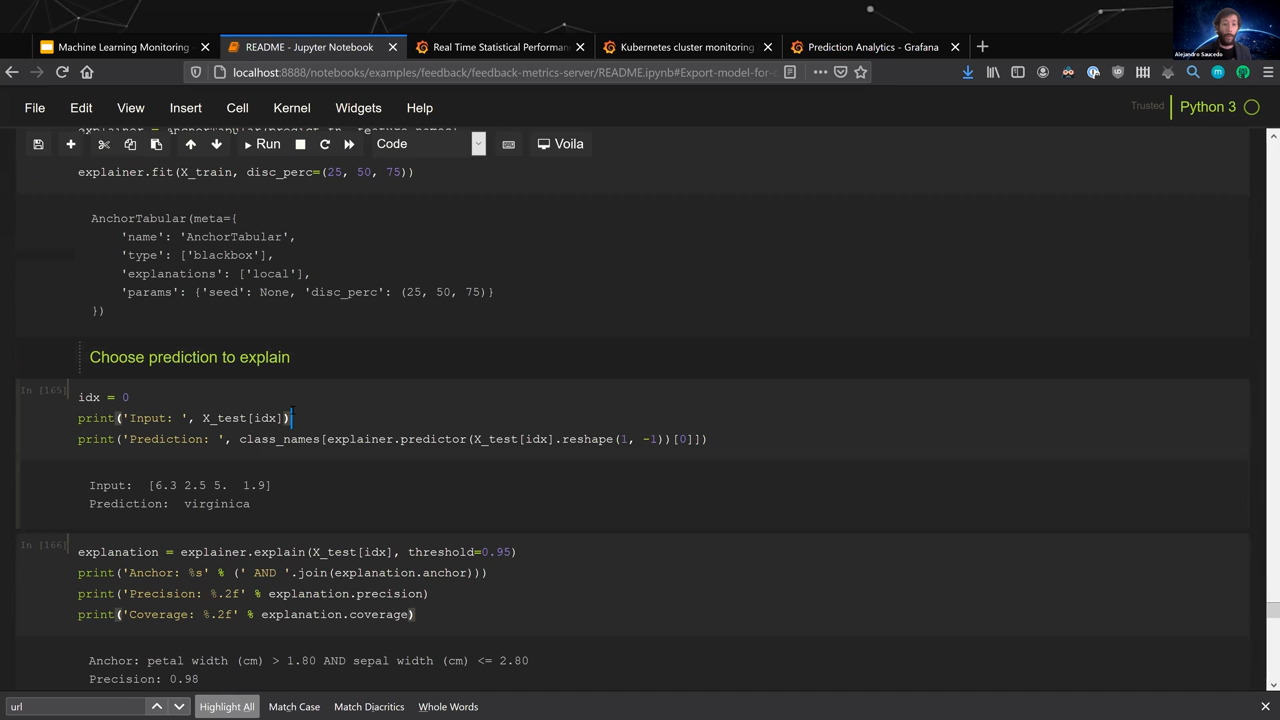 Machine Learning Monitoring
README - Jupyter Notebook
Real Time Statistical Performan
Kubernetes cluster monitoring
Prediction Analytics - Grafana
Alejandro Saucedo
localhost:8888/notebooks/examples/feedback/feedback-metrics-server/README.ipynb#Export-model-for-
File Edit View Insert Cell Kernel Widgets Help
Trusted
Python 3
explainer = AnchorTabular(predict_fn, feature_names)
Run
Code
Voila
explainer.fit(X_train, disc_perc=(25, 50, 75))
AnchorTabular(meta={
'name': 'AnchorTabular',
'type': ['blackbox'],
'explanations': ['local'],
'params': {'seed': None, 'disc_perc': (25, 50, 75)}
})
Choose prediction to explain
In [165]
idx = 0
print('Input: ', X_test[idx])
print('Prediction: ', class_names[explainer.predictor(X_test[idx].reshape(1, -1))[0]])
Input: [6.3 2.5 5. 1.9]
Prediction: virginica
In [166]
explanation = explainer.explain(X_test[idx], threshold=0.95)
print('Anchor: %s' % (' AND '.join(explanation.anchor)))
print('Precision: %.2f' % explanation.precision)
print('Coverage: %.2f' % explanation.coverage)
Anchor: petal width (cm) > 1.80 AND sepal width (cm) <= 2.80
Precision: 0.98
url
Highlight All Match Case Match Diacritics Whole Words